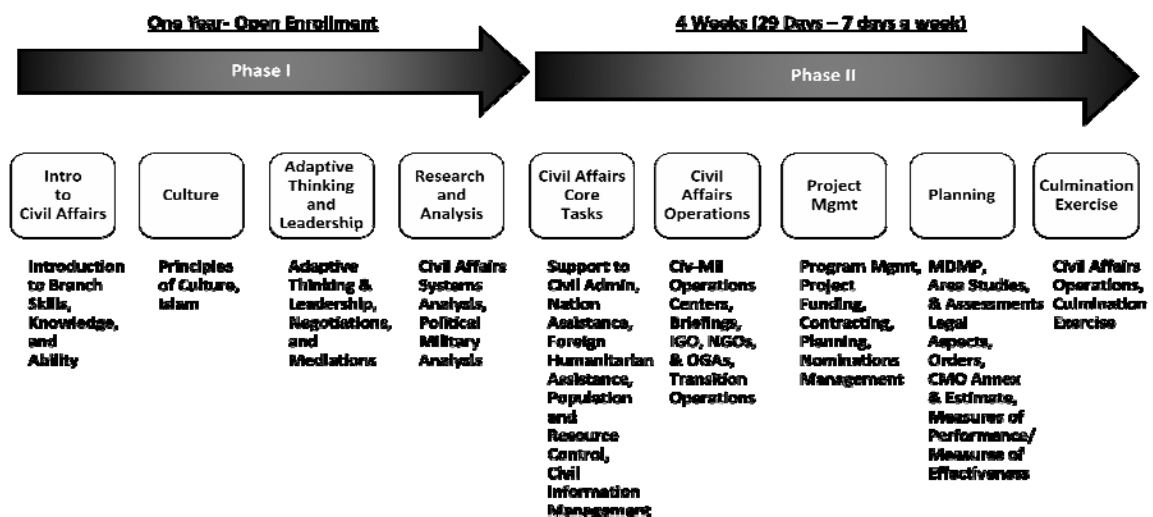 One Year- Open Enrollment
4 Weeks (29 Days – 7 days a week)
Phase I
Phase II
Intro
to
Civil Affairs
Culture
Adaptive
Thinking
and
Leadership
Research
and
Analysis
Civil Affairs
Core
Tasks
Civil
Affairs
Operations
Project
Mgmt
Planning
Culmination
Exercise
Introduction
to Branch
Skills,
Knowledge,
and
Ability
Principles
of Culture,
Islam
Adaptive
Thinking &
Leadership,
Negotiations,
and
Mediations
Civil Affairs
Systems
Analysis,
Political
Military
Analysis
Support to
Civil Admin,
Nation
Assistance,
Foreign
Humanitarian
Assistance,
Population
and
Resource
Control,
Civil
Information
Management
Civ-Mil
Operations
Centers,
Briefings,
IGO, NGOs,
& OGAs,
Transition
Operations
Program Mgmt,
Project
Funding,
Contracting,
Planning,
Nominations
Management
MDMP,
Area Studies,
& Assessments
Legal
Aspects,
Orders,
CMO Annex
& Estimate,
Measures of
Performance/
Measures of
Effectiveness
Civil Affairs
Operations,
Culmination
Exercise